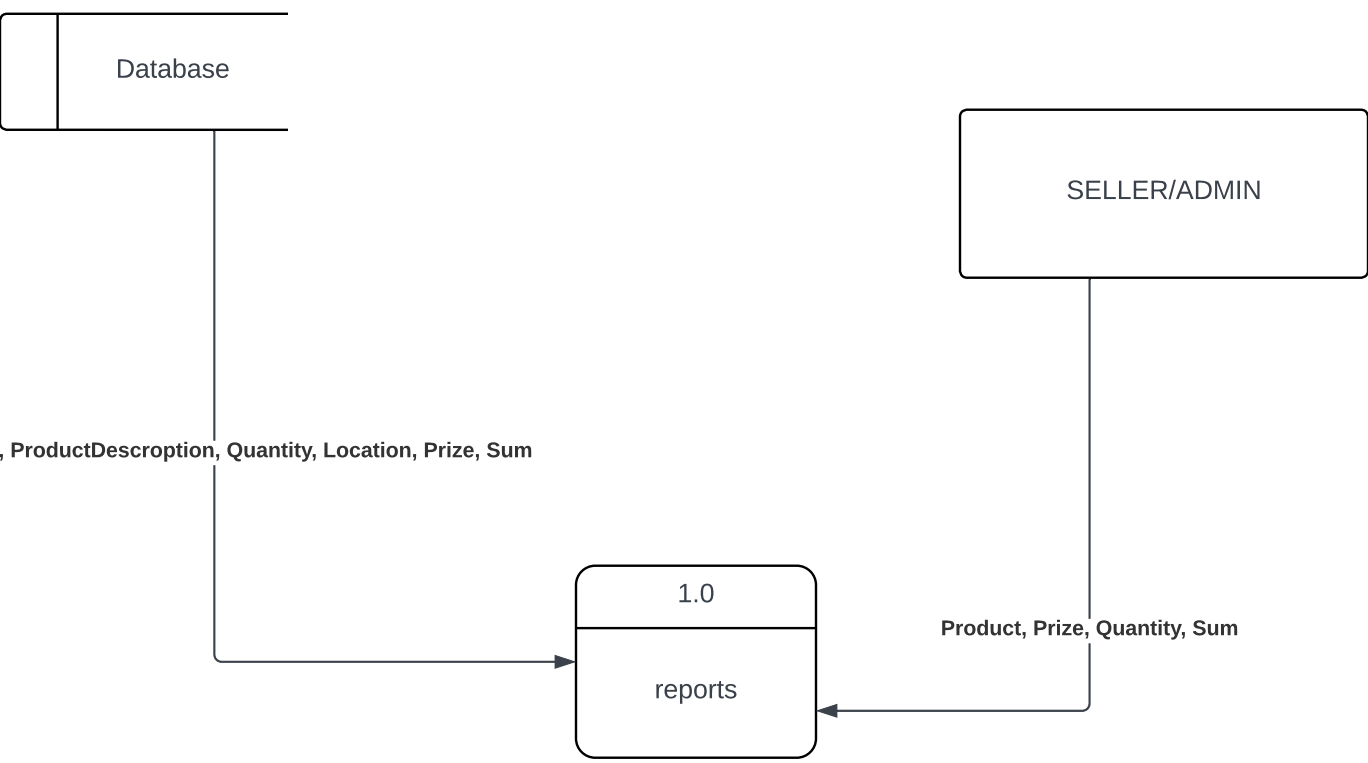 Database
SELLER/ADMIN
, ProductDescroption, Quantity, Location, Prize, Sum
1.0
Product, Prize, Quantity, Sum
reports